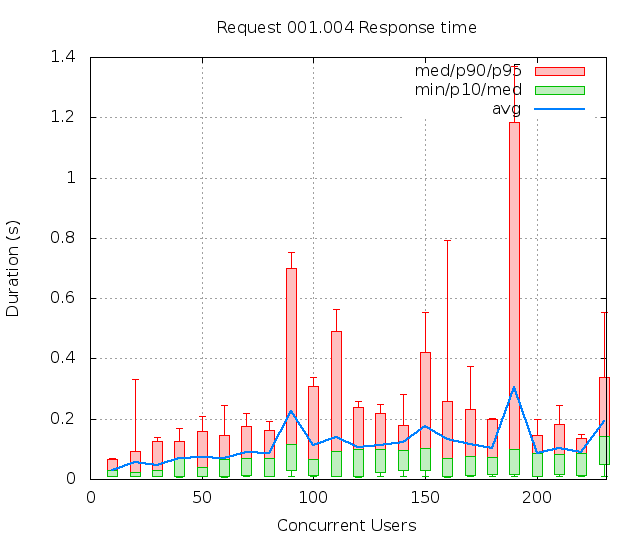 Request 001.004 Response time
1.4
1.2
1
0.8
0.6
0.4
0.2
0
0
50
100
150
200
Duration (s)
Concurrent Users
med/p90/p95
min/p10/med
avg